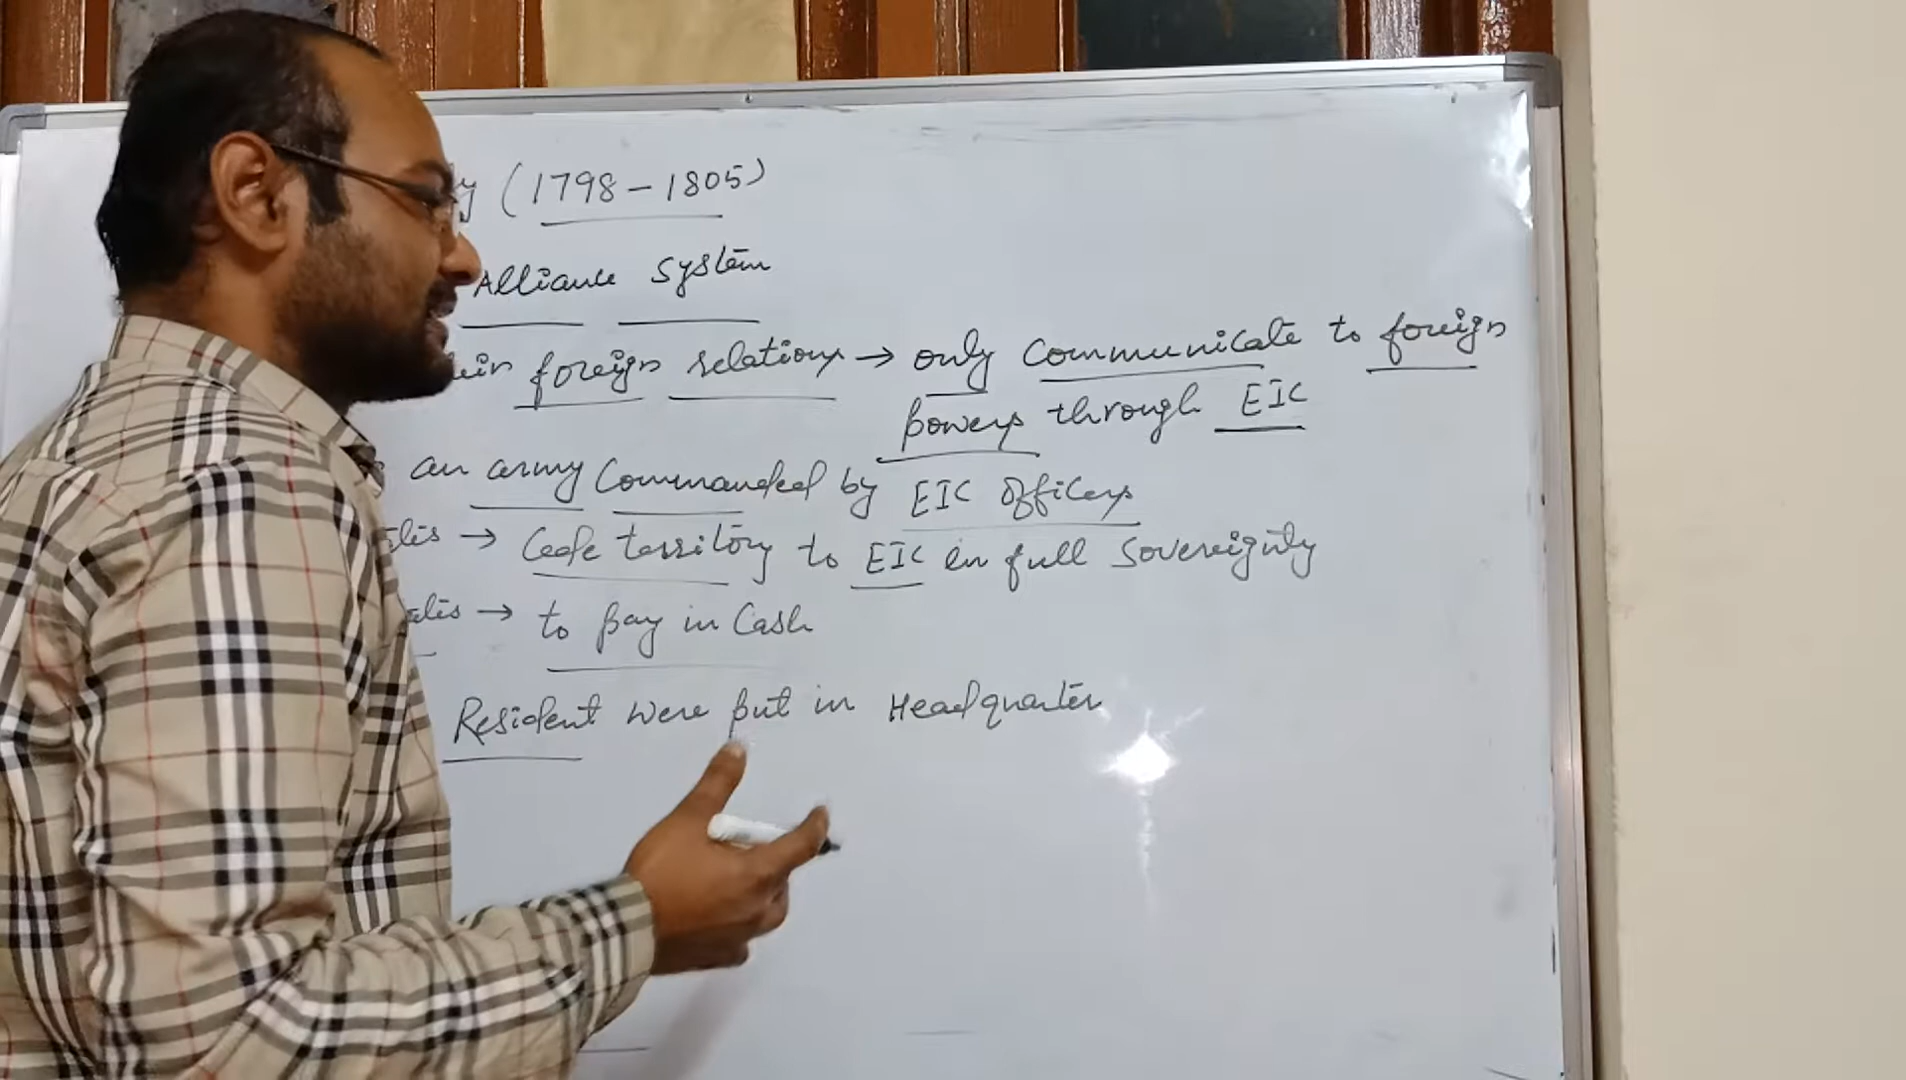 (1798-1805)
Alliance System
foreign relations → only communicate to foreign
powers through EIC
an army commanded by EIC officers
→ Cede territory to EIC in full sovereignty
→ to pay in Cash
Resident were put in Headquarter